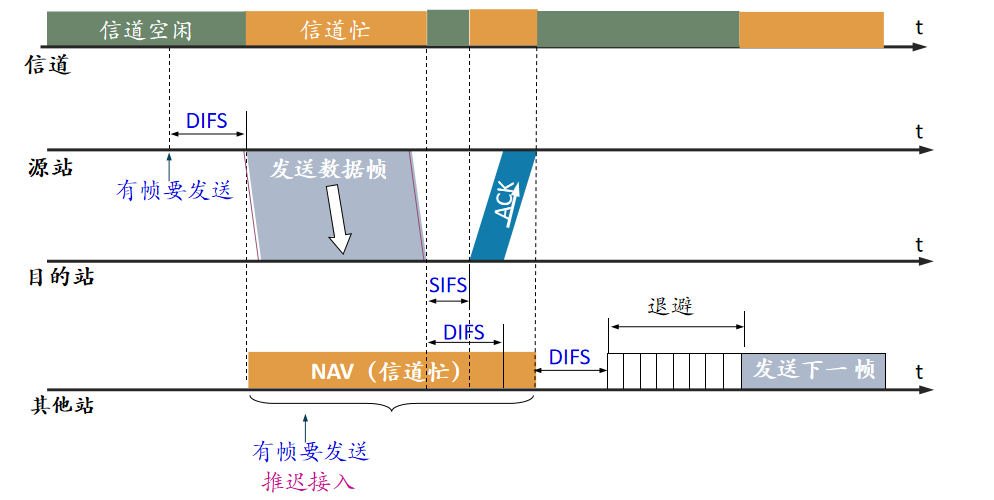 信道空闲
信道忙
t
信道
DIFS
t
源站
发送数据帧
有帧要发送
ACK
t
目的站
SIFS
退避
DIFS
DIFS
NAV（信道忙）
发送下一帧
t
其他站
有帧要发送
推迟接入